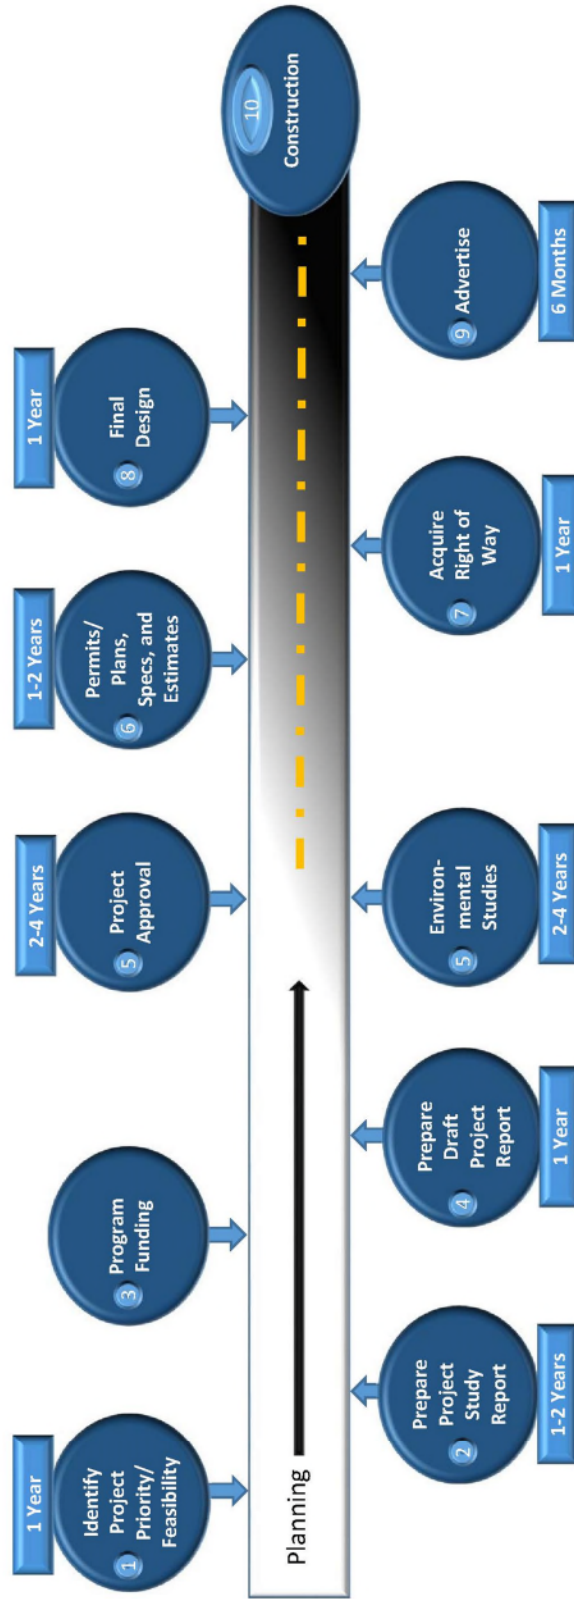 1 Year
1
Identify
Project
Priority/
Feasibility
3
Program
Funding
2-4 Years
5
Project
Approval
1-2 Years
6
Permits/
Plans,
Specs, and
Estimates
1 Year
8
Final
Design
Planning
10
Construction
2
Prepare
Project
Study
Report
1-2 Years
4
Prepare
Draft
Project
Report
1 Year
5
Environ-
mental
Studies
2-4 Years
7
Acquire
Right of
Way
1 Year
9
Advertise
6 Months